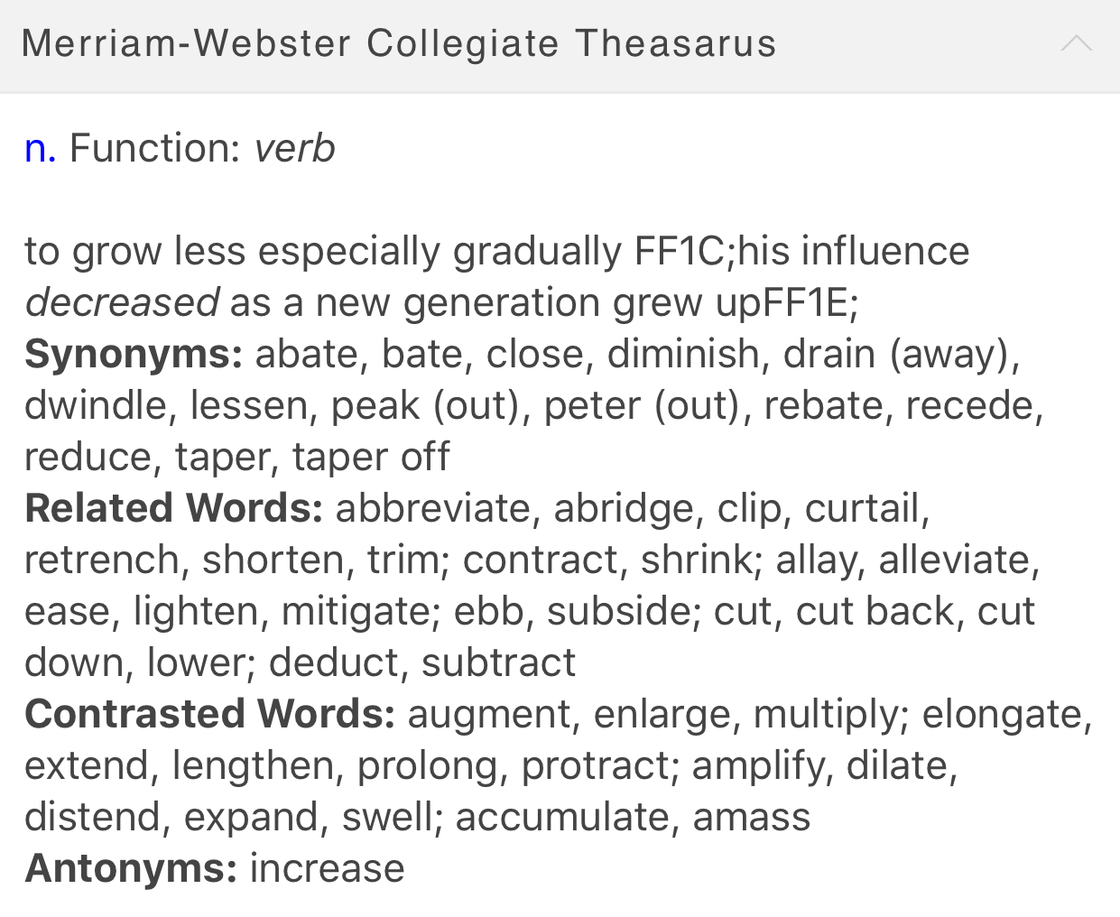 Merriam-Webster Collegiate Theasarus
n. Function: verb
to grow less especially gradually FF1C;his influence
decreased as a new generation grew upFF1E;
Synonyms: abate, bate, close, diminish, drain (away),
dwindle, lessen, peak (out), peter (out), rebate, recede,
reduce, taper, taper off
Related Words: abbreviate, abridge, clip, curtail,
retrench, shorten, trim; contract, shrink; allay, alleviate,
ease, lighten, mitigate; ebb, subside; cut, cut back, cut
down, lower; deduct, subtract
Contrasted Words: augment, enlarge, multiply; elongate,
extend, lengthen, prolong, protract; amplify, dilate,
distend, expand, swell; accumulate, amass
Antonyms: increase